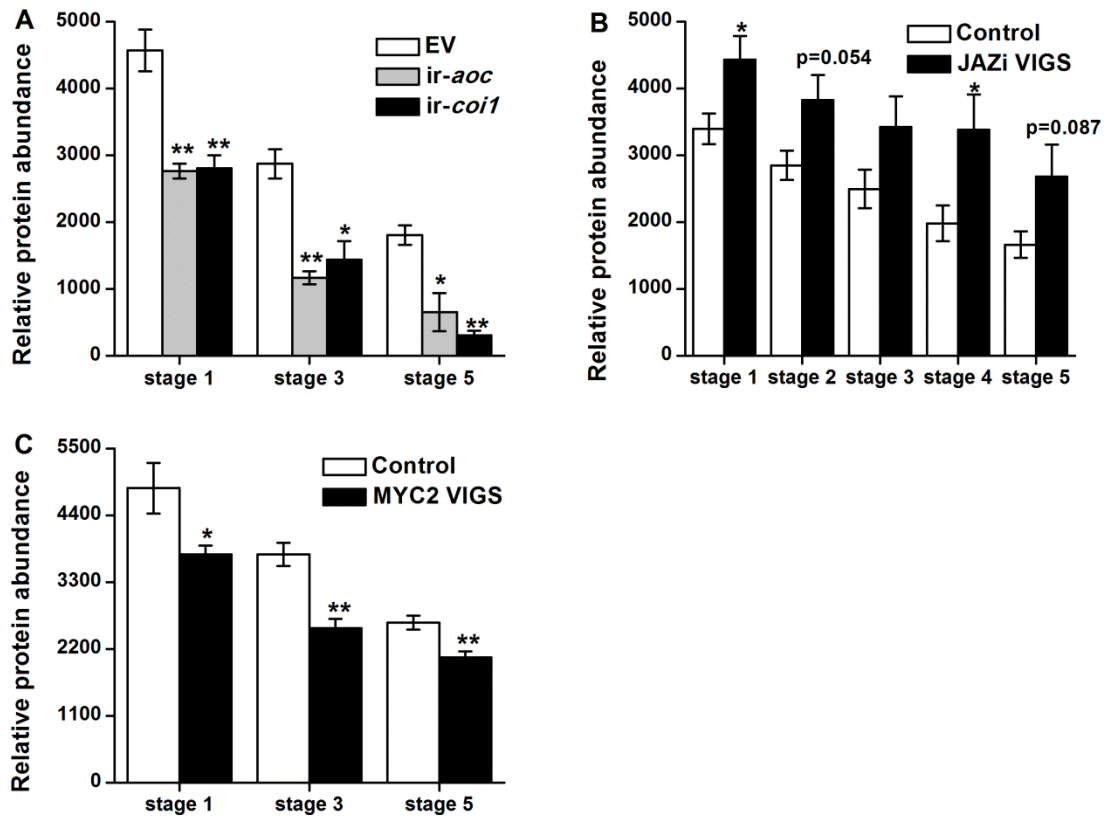 A
Relative protein abundance
5000
4000
3000
2000
1000
0
EV
ir-aoc
ir-coi1
**
**
**
*
*
**
stage 1
stage 3
stage 5
B
Relative protein abundance
5000
4000
3000
2000
1000
0
Control
JAZi VIGS
*
p=0.054
*
p=0.087
stage 1
stage 2
stage 3
stage 4
stage 5
C
Relative protein abundance
5500
4400
3300
2200
1100
0
Control
MYC2 VIGS
*
**
**
stage 1
stage 3
stage 5